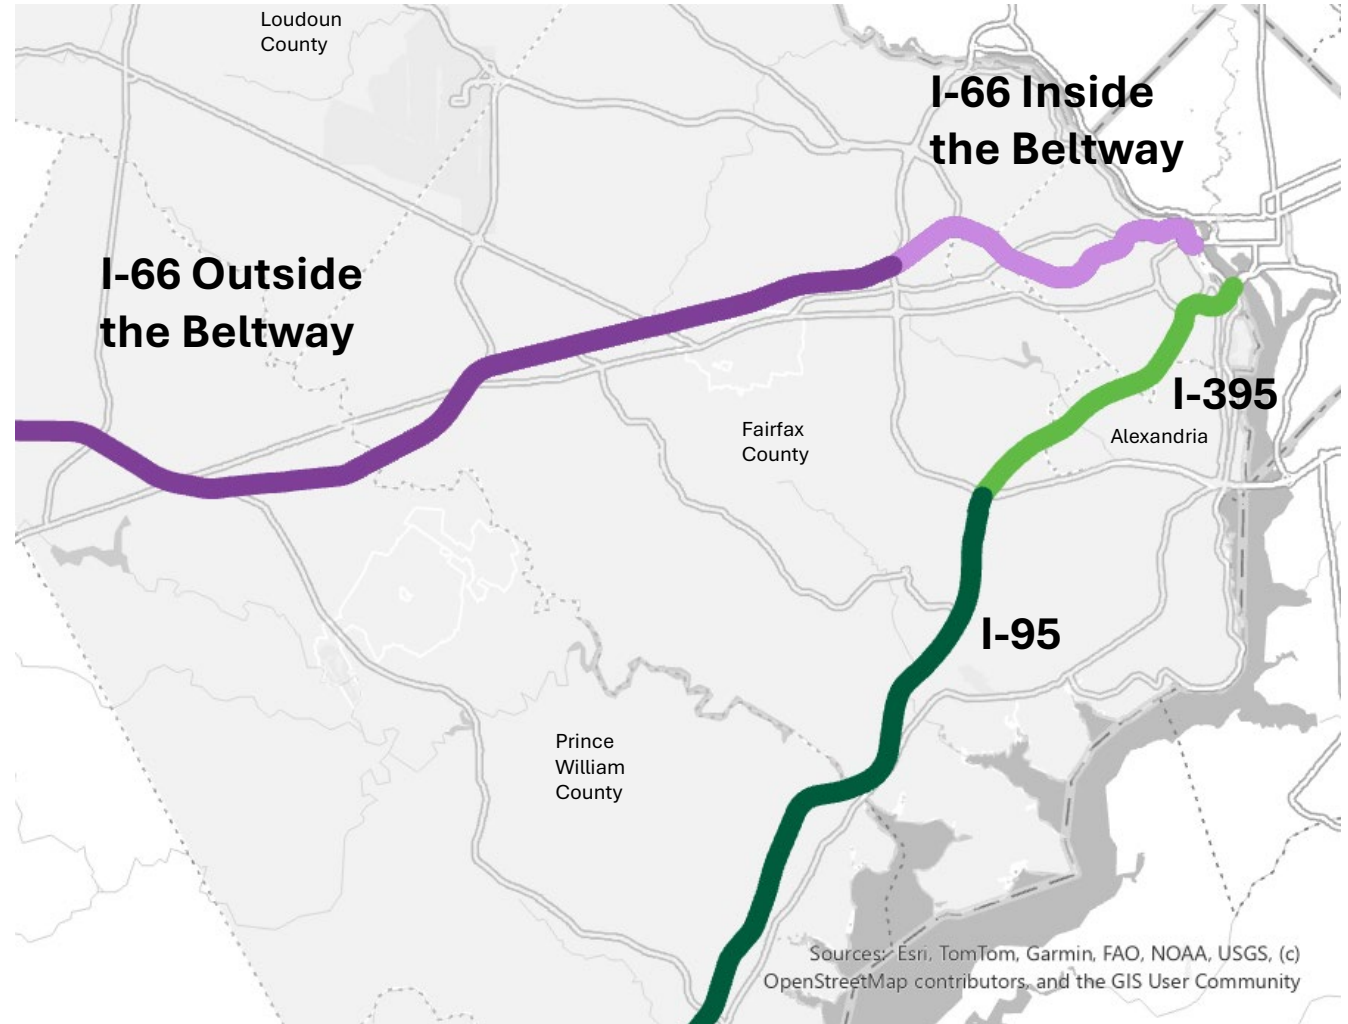 Loudoun
County
I-66 Inside
the Beltway
I-66 Outside
the Beltway
I-395
Fairfax
County
Alexandria
I-95
Prince
William
County
Sources: Esri, TomTom, Garmin, FAO, NOAA, USGS, (c)
OpenStreetMap contributors, and the GIS User Community